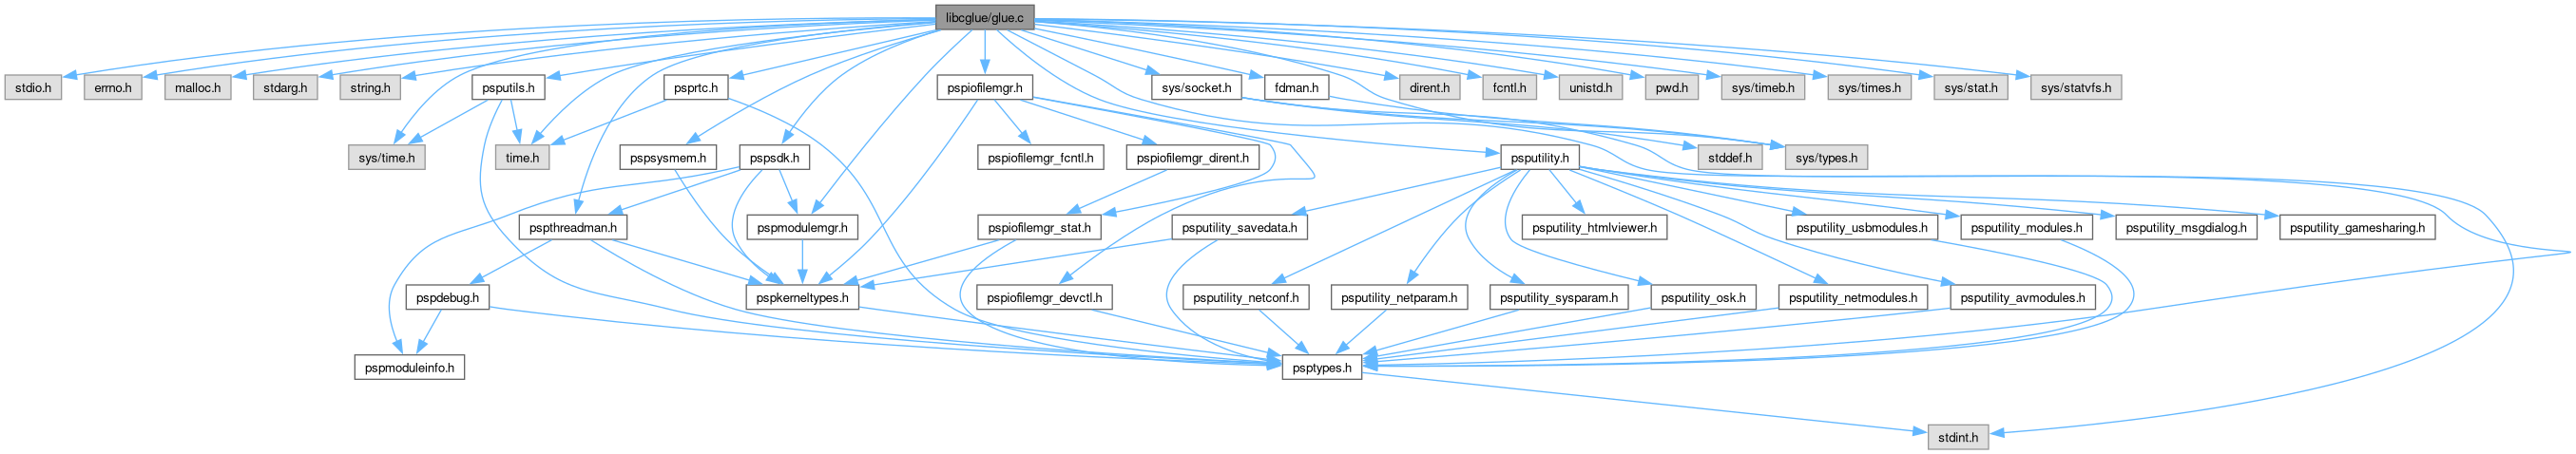 libcglue/glue.c
stdio.h
errno.h
malloc.h
stdarg.h
string.h
psputils.h
psprtc.h
pspiofilemgr.h
sys/socket.h
fdman.h
dirent.h
fcntl.h
unistd.h
pwd.h
sys/timeb.h
sys/times.h
sys/stat.h
sys/statvfs.h
sys/time.h
time.h
pspsysmem.h
pspsdk.h
pspiofilemgr_fcntl.h
pspiofilemgr_dirent.h
psputility.h
stddef.h
sys/types.h
pspthreadman.h
pspmodulemgr.h
pspiofilemgr_stat.h
psputility_savedata.h
psputility_htmlviewer.h
psputility_usbmodules.h
psputility_modules.h
psputility_msgdialog.h
psputility_gamesharing.h
pspdebug.h
pspkerneltypes.h
pspiofilemgr_devctl.h
psputility_netconf.h
psputility_netparam.h
psputility_sysparam.h
psputility_osk.h
psputility_netmodules.h
psputility_avmodules.h
pspmoduleinfo.h
psptypes.h
stdint.h